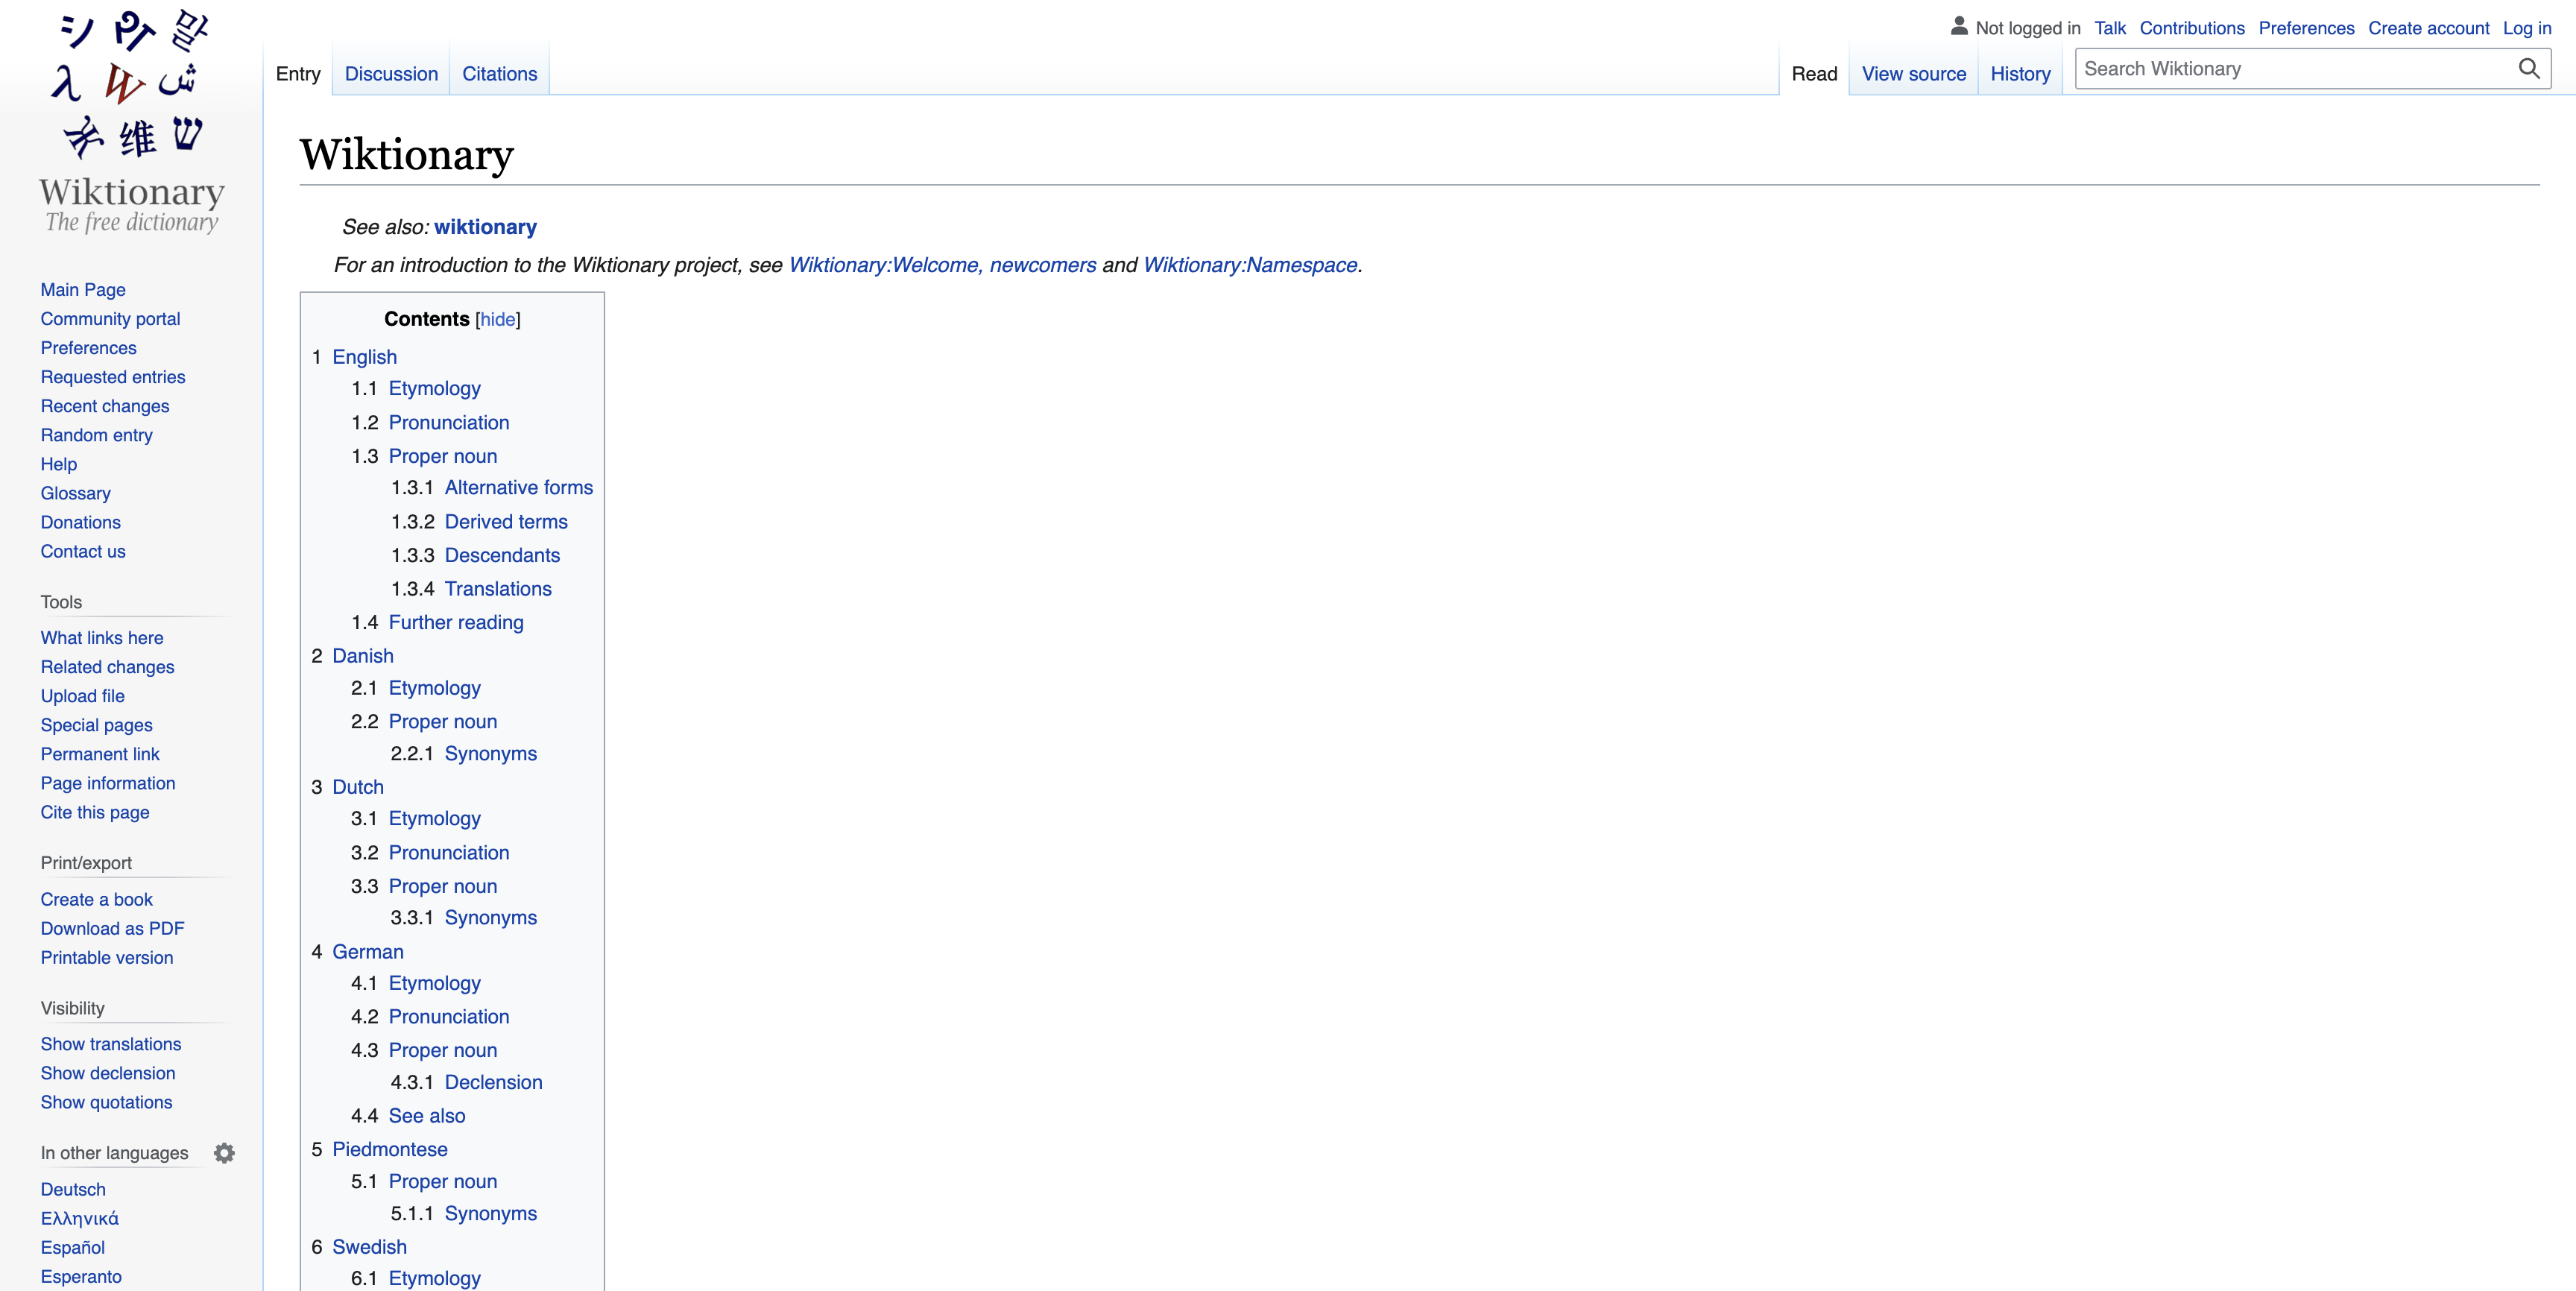 シ の 말
λ W ش
维 ש
Wiktionary
The free dictionary
Not logged in Talk Contributions Preferences Create account Log in
Entry Discussion Citations Read View source History Search Wiktionary
Main Page
Community portal
Preferences
Requested entries
Recent changes
Random entry
Help
Glossary
Donations
Contact us
Tools
What links here
Related changes
Upload file
Special pages
Permanent link
Page information
Cite this page
Print/export
Create a book
Download as PDF
Printable version
Visibility
Show translations
Show declension
Show quotations
In other languages
Deutsch
Ελληνικά
Español
Esperanto
Wiktionary
See also: wiktionary
For an introduction to the Wiktionary project, see Wiktionary:Welcome, newcomers and Wiktionary:Namespace.
Contents [hide]
1 English
1.1 Etymology
1.2 Pronunciation
1.3 Proper noun
1.3.1 Alternative forms
1.3.2 Derived terms
1.3.3 Descendants
1.3.4 Translations
1.4 Further reading
2 Danish
2.1 Etymology
2.2 Proper noun
2.2.1 Synonyms
3 Dutch
3.1 Etymology
3.2 Pronunciation
3.3 Proper noun
3.3.1 Synonyms
4 German
4.1 Etymology
4.2 Pronunciation
4.3 Proper noun
4.3.1 Declension
4.4 See also
5 Piedmontese
5.1 Proper noun
5.1.1 Synonyms
6 Swedish
6.1 Etymology